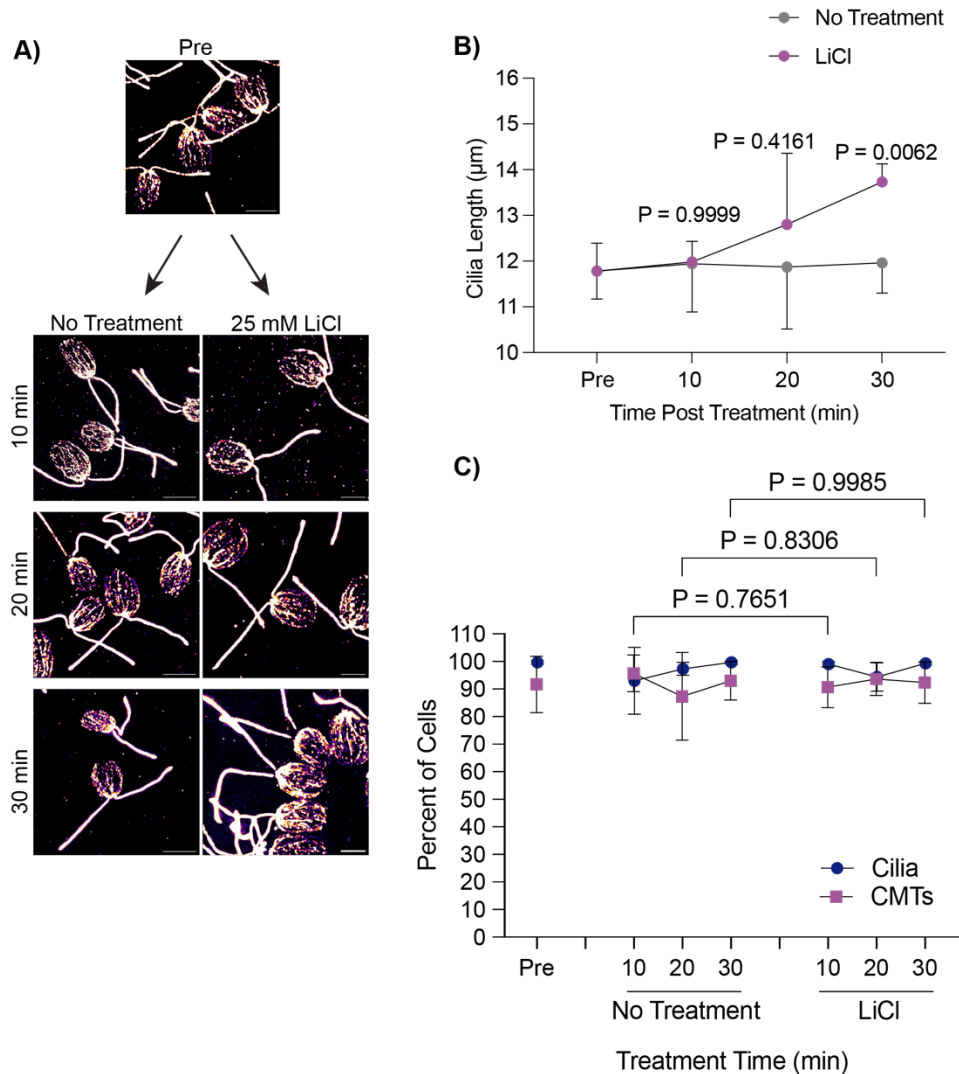 A)
Pre
No Treatment
25 mM LiCl
10 min
20 min
30 min
B)
No Treatment
LiCl
16
15
14
13
12
11
10
Cilia Length (µm)
P = 0.9999
P = 0.4161
P = 0.0062
Pre
10
20
30
Time Post Treatment (min)
C)
P = 0.9985
P = 0.8306
P = 0.7651
110
100
90
80
70
60
50
40
30
20
10
0
Percent of Cells
Cilia
CMTs
Pre
10
20
30
10
20
30
No Treatment
LiCl
Treatment Time (min)